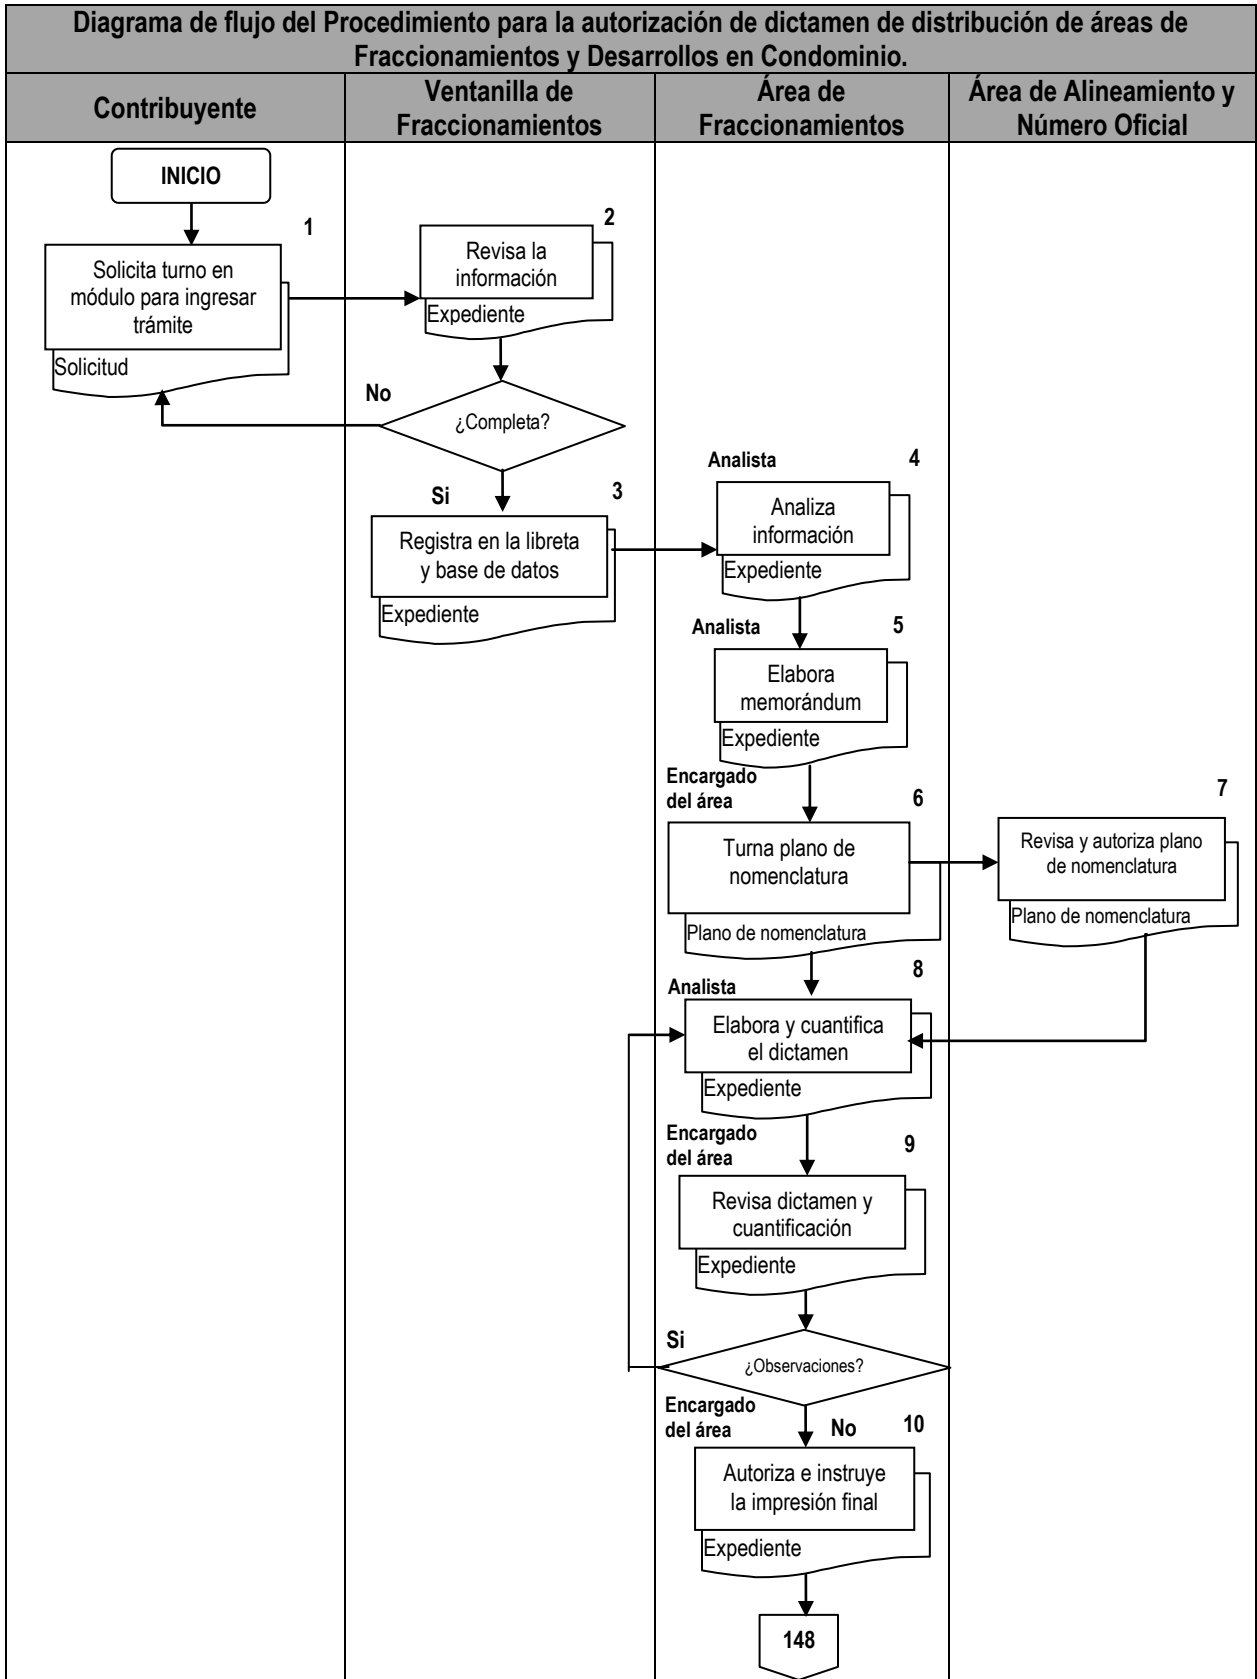 Diagrama de flujo del Procedimiento para la autorización de dictamen de distribución de áreas de
Fraccionamientos y Desarrollos en Condominio.
Contribuyente
Ventanilla de
Fraccionamientos
Área de
Fraccionamientos
Área de Alineamiento y
Número Oficial
INICIO
1
Solicita turno en
módulo para ingresar
trámite
Solicitud
2
Revisa la
información
Expediente
No
¿Completa?
Si
3
Registra en la libreta
y base de datos
Expediente
Analista
4
Analiza
información
Expediente
Analista
5
Elabora
memorándum
Expediente
Encargado
del área
6
Turna plano de
nomenclatura
Plano de nomenclatura
7
Revisa y autoriza plano
de nomenclatura
Plano de nomenclatura
8
Analista
Elabora y cuantifica
el dictamen
Expediente
Encargado
del área
9
Revisa dictamen y
cuantificación
Expediente
Si
¿Observaciones?
Encargado
del área
No
10
Autoriza e instruye
la impresión final
Expediente
148